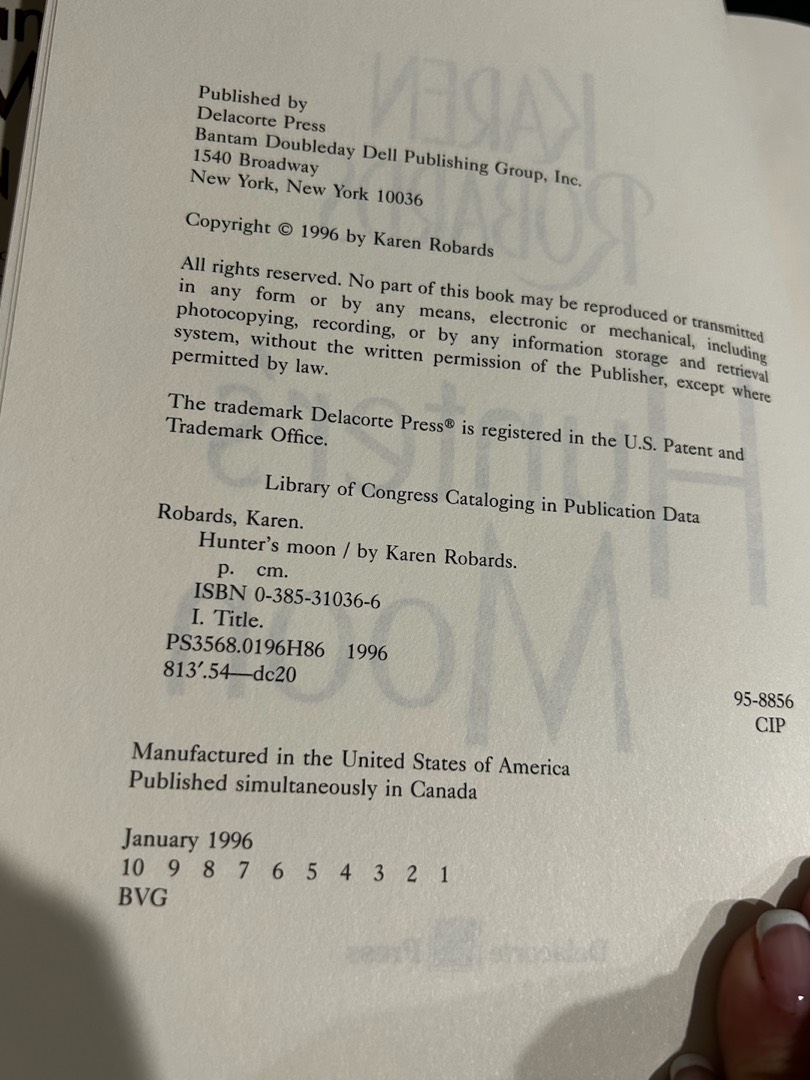 Published by
Delacorte Press
Bantam Doubleday Dell Publishing Group, Inc.
1540 Broadway
New York, New York 10036
Copyright © 1996 by Karen Robards
All rights reserved. No part of this book may be reproduced or transmitted
in any form or by any means, electronic or mechanical, including
photocopying, recording, or by any information storage and retrieval
system, without the written permission of the Publisher, except where
permitted by law.
The trademark Delacorte Press® is registered in the U.S. Patent and
Trademark Office.
Library of Congress Cataloging in Publication Data
Robards, Karen.
Hunter's moon / by Karen Robards.
p. cm.
ISBN 0-385-31036-6
I. Title.
PS3568.0196H86 1996
813′.54—dc20
95-8856
CIP
Manufactured in the United States of America
Published simultaneously in Canada
January 1996
10 9 8 7 6 5 4 3 2 1
BVG
KAREN
ROBARDS
Hunter's
Moon
Delacorte Press